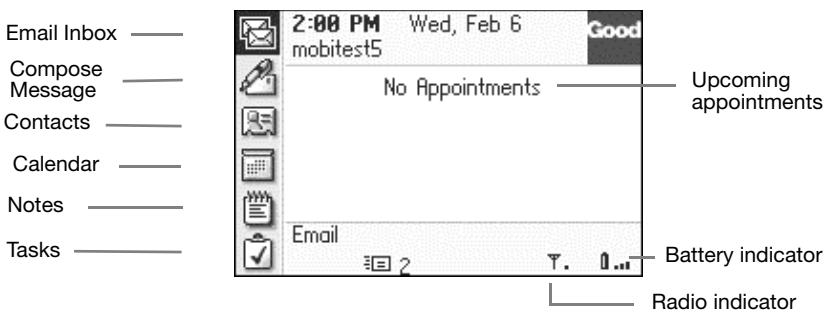 Email Inbox
Compose
Message
Contacts
Calendar
Notes
Tasks
2:00 PM Wed, Feb 6
mobitest5
Good
No Appointments
Email
2
Upcoming
appointments
Battery indicator
Radio indicator